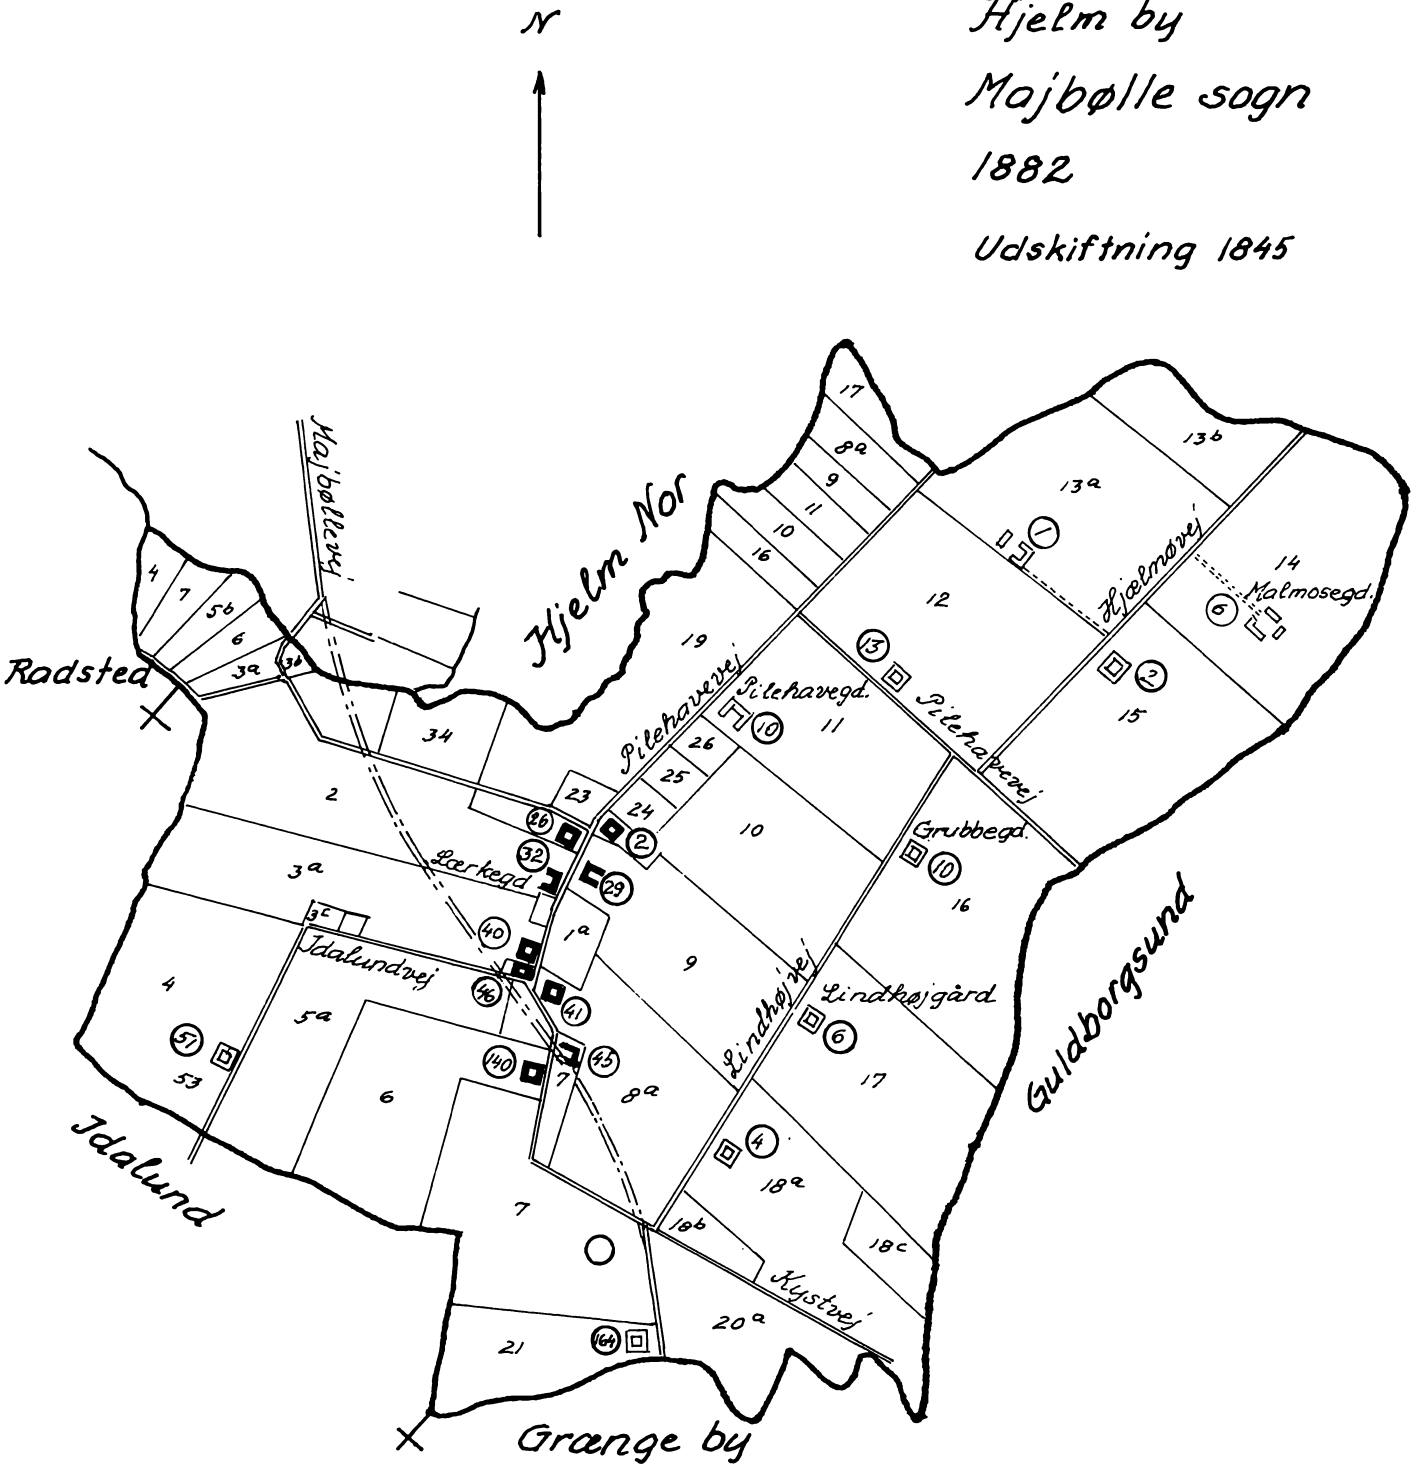 N
Hjelm by
Majbølle sogn
1882
Udskiftning 1845
17
8a
9
11
10
16
13b
13a
1
14
Malmosegd.
6
Hjælmøvej
Majbøllevej
Hjelm Nor
4
7
5b
6
3a
3b
Radsted
19
12
13
2
15
Pilehavevej
Pilehavegd.
10
11
Pilehavevej
34
26
25
24
23
2
2
26
32
Lærkegd
29
3a
3c
10
Grubbegd.
10
16
40
1a
9
Idalundvej
46
41
4
5a
51
53
Lindhøjvej
Lindhøjgård
6
17
Guldborgsund
140
45
7
8a
6
4
18a
Idalund
7
18b
18c
Kystvej
20a
21
164
Grænge by